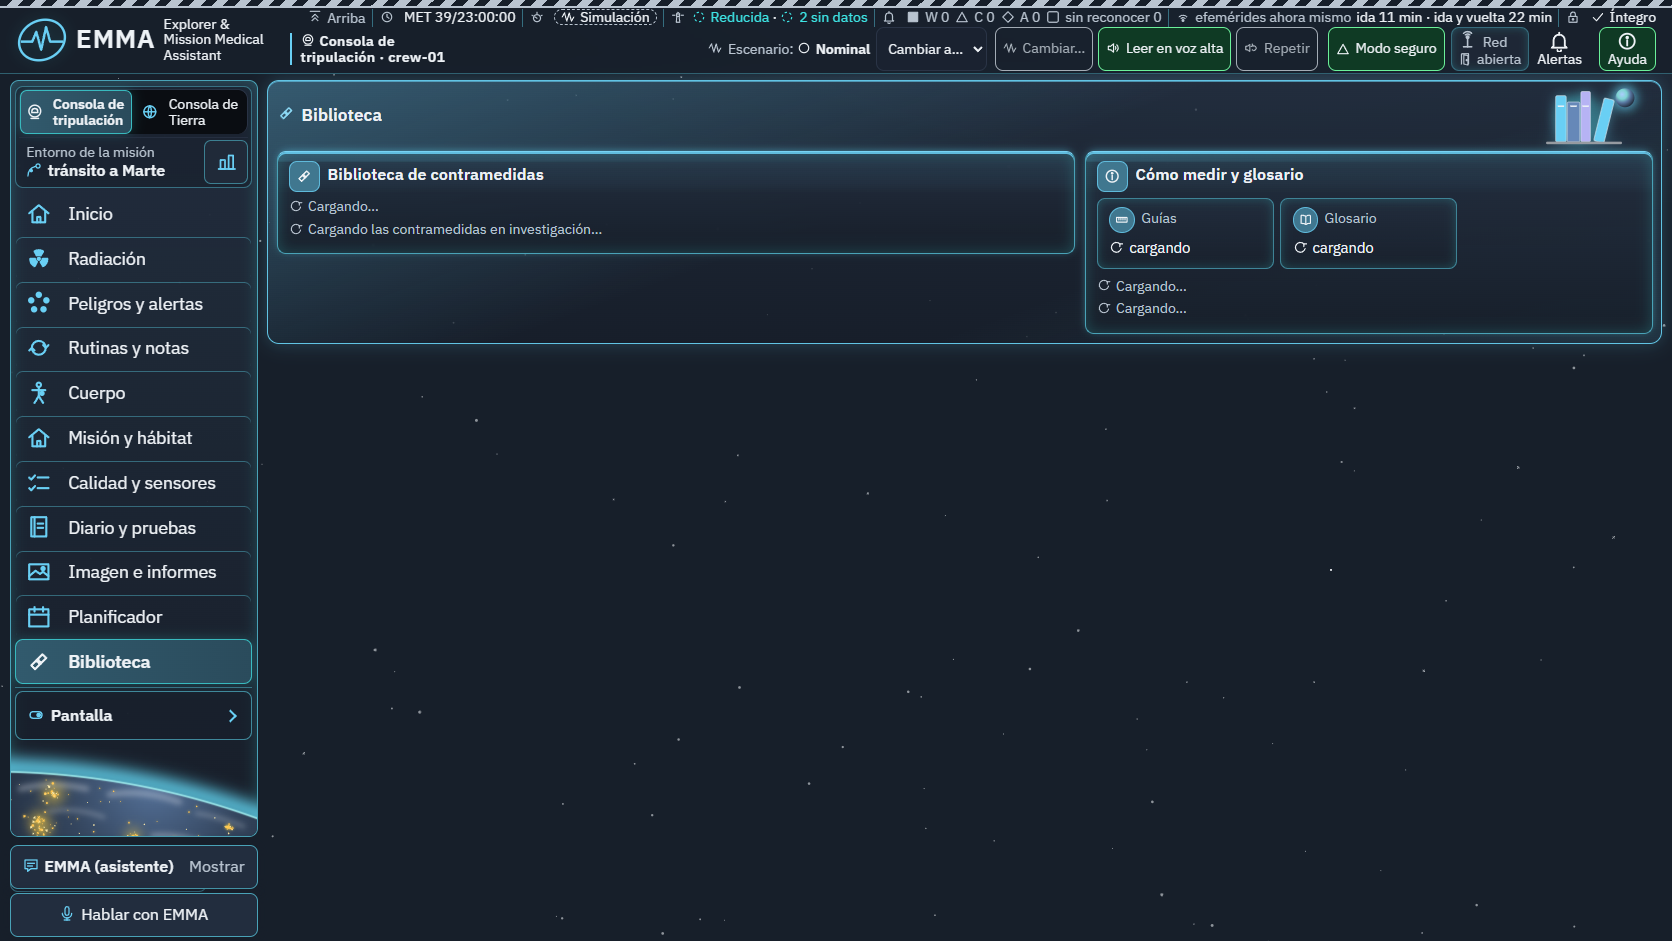 Arriba
MET 39/23:00:00
Simulación
Reducida · 2 sin datos
W 0 C 0 A 0 sin reconocer 0
efemérides ahora mismo ida 11 min · ida y vuelta 22 min
Íntegro
EMMA
Explorer &
Mission Medical
Assistant
Consola de
tripulación · crew-01
Escenario: Nominal
Cambiar a...
Cambiar...
Leer en voz alta
Repetir
Modo seguro
Red
abierta
Alertas
Ayuda
Consola de
tripulación
Consola de
Tierra
Entorno de la misión
tránsito a Marte
Inicio
Radiación
Peligros y alertas
Rutinas y notas
Cuerpo
Misión y hábitat
Calidad y sensores
Diario y pruebas
Imagen e informes
Planificador
Biblioteca
Pantalla
EMMA (asistente) Mostrar
Hablar con EMMA
Biblioteca
Biblioteca de contramedidas
Cargando...
Cargando las contramedidas en investigación...
Cómo medir y glosario
Guías
cargando
Glosario
cargando
Cargando...
Cargando...